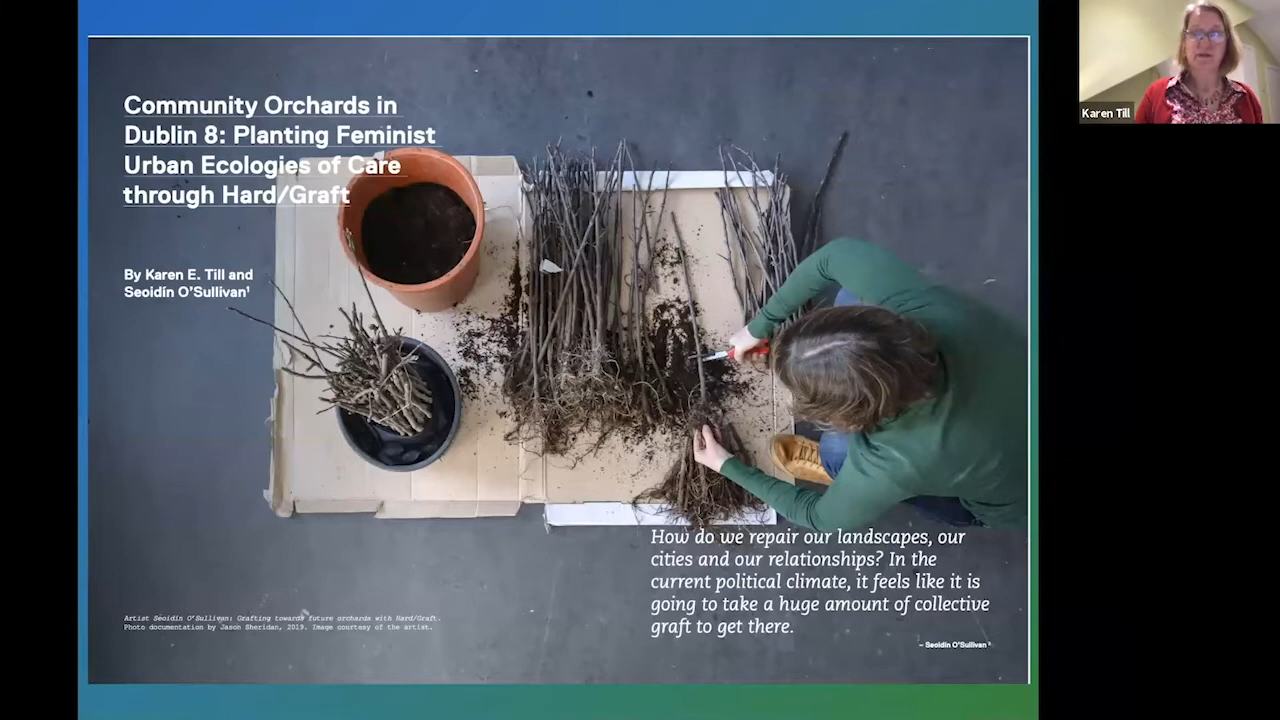 Community Orchards in
Dublin 8: Planting Feminist
Urban Ecologies of Care
through Hard/Graft
By Karen E. Till and
Seoidín O'Sullivan¹
How do we repair our landscapes, our
cities and our relationships? In the
current political climate, it feels like it is
going to take a huge amount of collective
graft to get there.
– Seoidín O'Sullivan ²
Artist Seoidín O'Sullivan: Grafting towards future orchards with Hard/Graft.
Photo documentation by Jason Sheridan, 2019. Image courtesy of the artist.
Karen Till